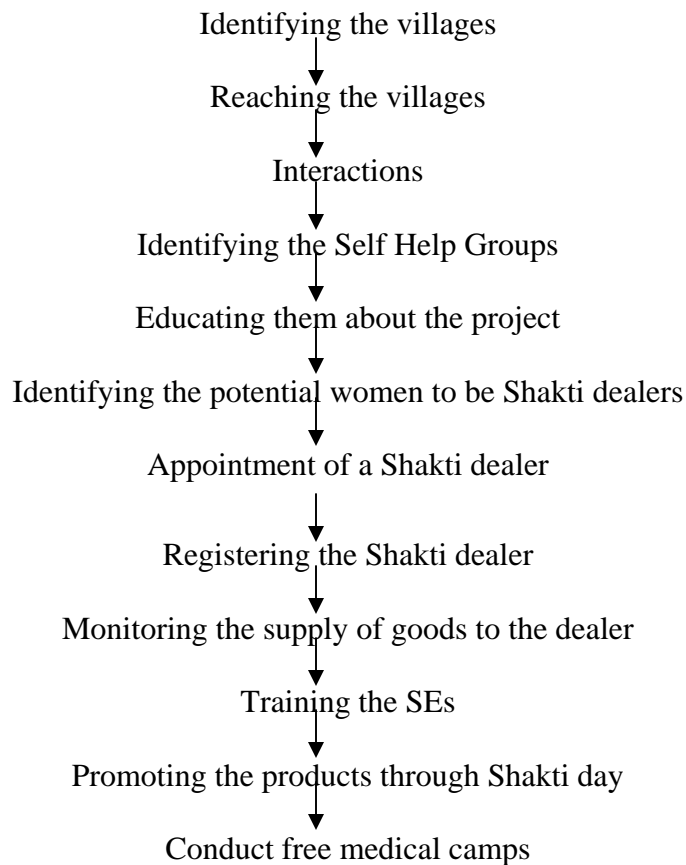 Identifying the villages
Reaching the villages
Interactions
Identifying the Self Help Groups
Educating them about the project
Identifying the potential women to be Shakti dealers
Appointment of a Shakti dealer
Registering the Shakti dealer
Monitoring the supply of goods to the dealer
Training the SEs
Promoting the products through Shakti day
Conduct free medical camps